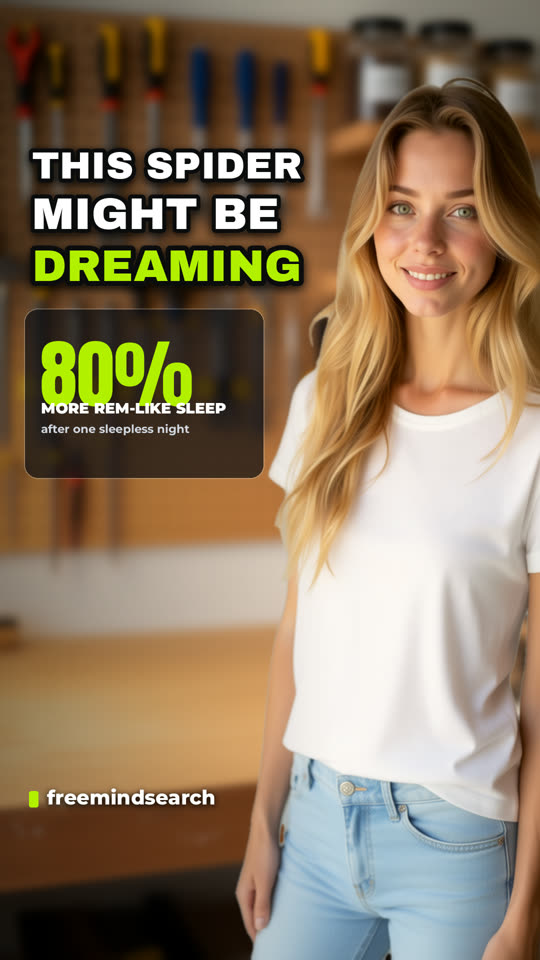 THIS SPIDER
MIGHT BE
DREAMING
80%
MORE REM-LIKE SLEEP
after one sleepless night
freemindsearch